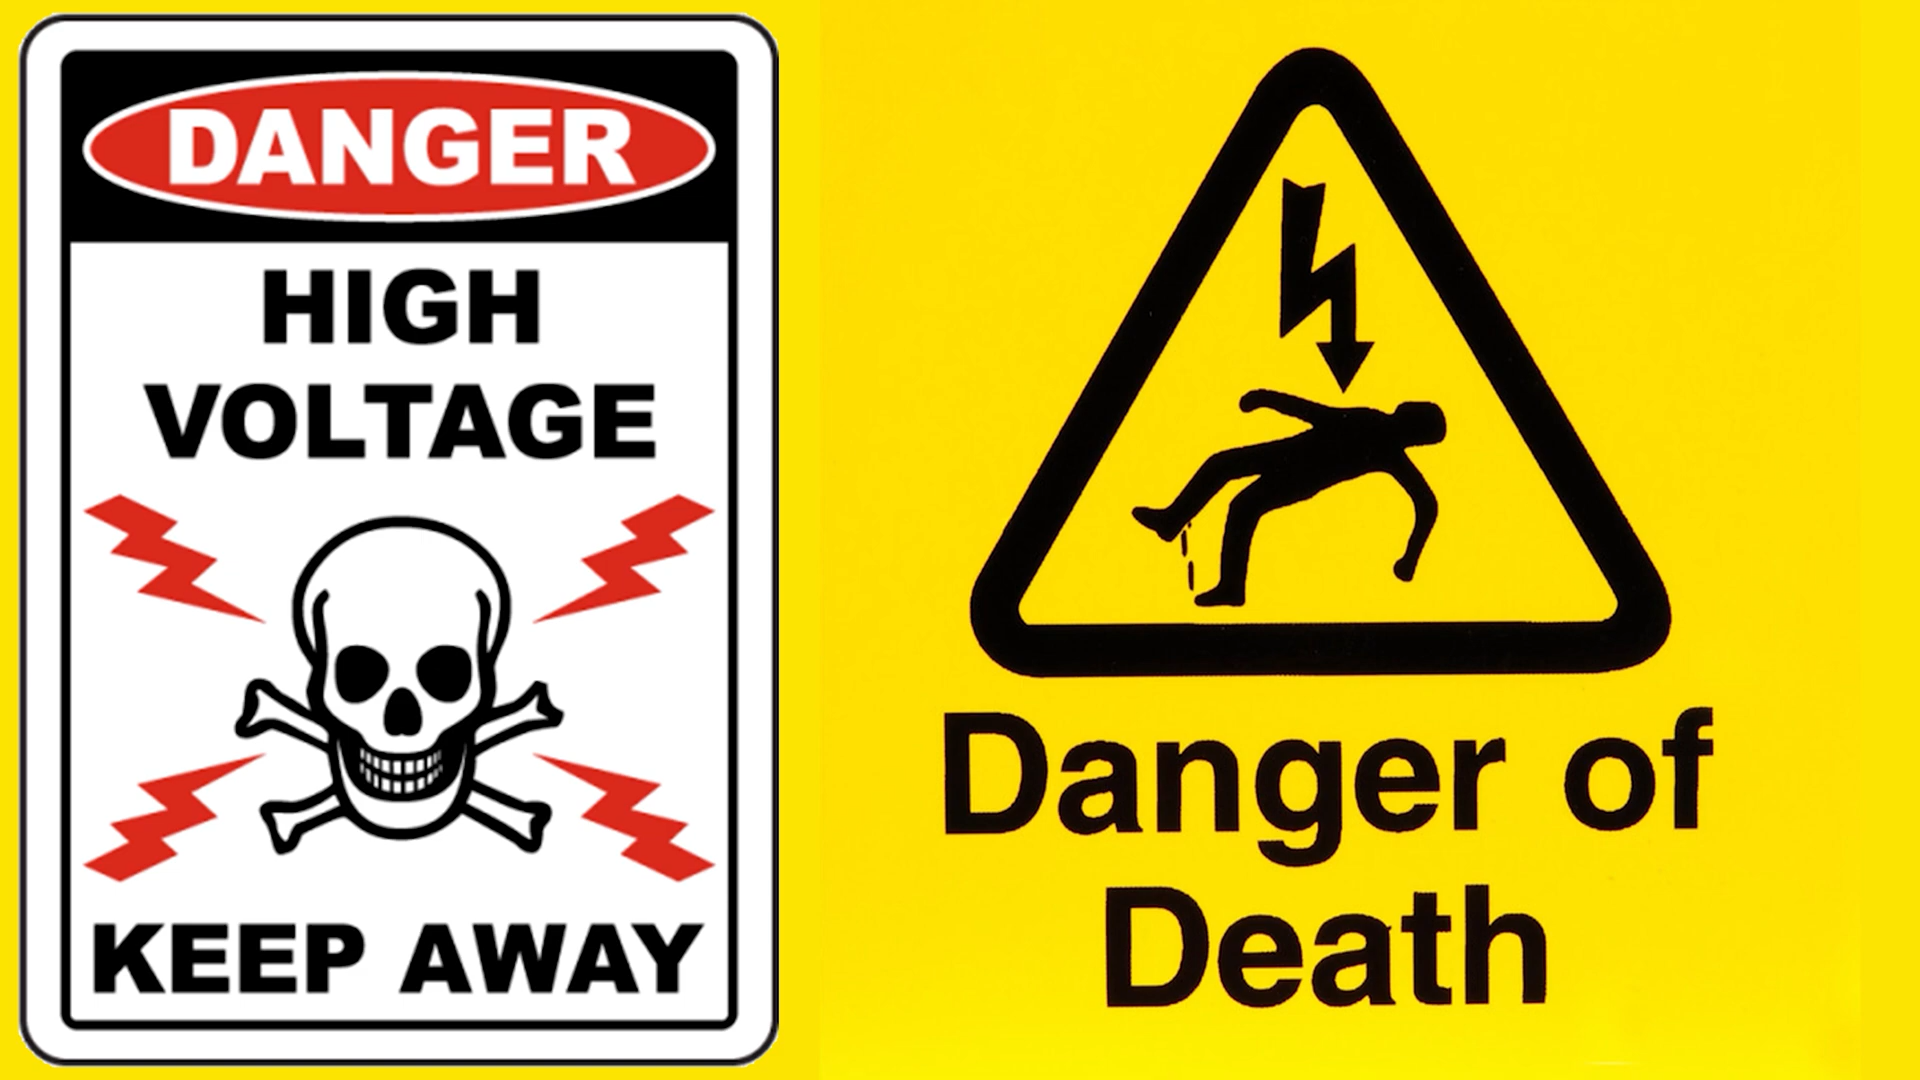 DANGER
HIGH
VOLTAGE
KEEP AWAY
Danger of
Death